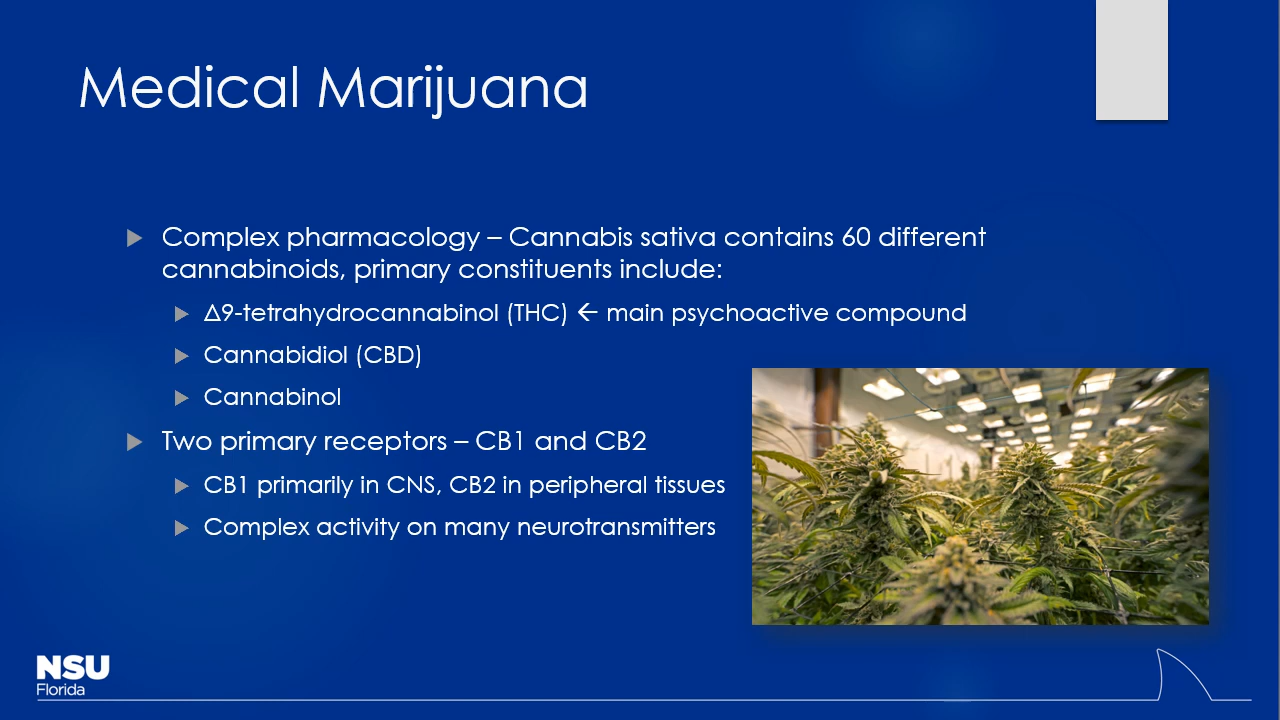 Medical Marijuana
Complex pharmacology – Cannabis sativa contains 60 different
cannabinoids, primary constituents include:
Δ9-tetrahydrocannabinol (THC) ← main psychoactive compound
Cannabidiol (CBD)
Cannabinol
Two primary receptors – CB1 and CB2
CB1 primarily in CNS, CB2 in peripheral tissues
Complex activity on many neurotransmitters
NSU
Florida